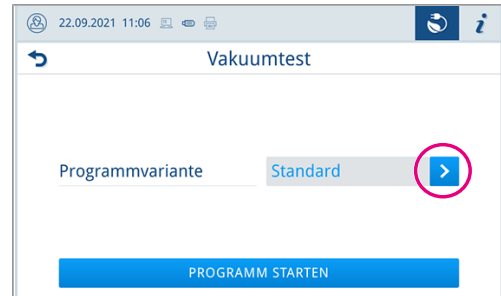 22.09.2021 11:06 i
Vakuumtest
Programmvariante Standard
PROGRAMM STARTEN